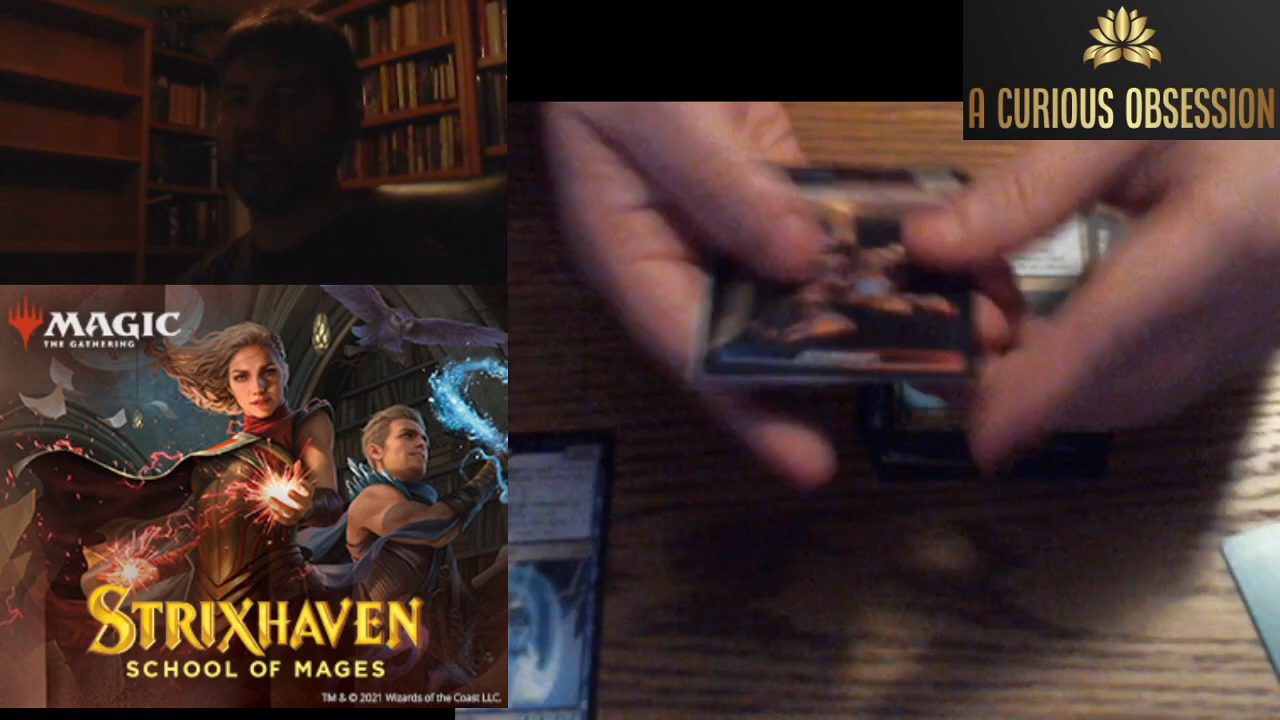 A CURIOUS OBSESSION
MAGIC
THE GATHERING
STRIXHAVEN
SCHOOL OF MAGES
TM & © 2021 Wizards of the Coast LLC.